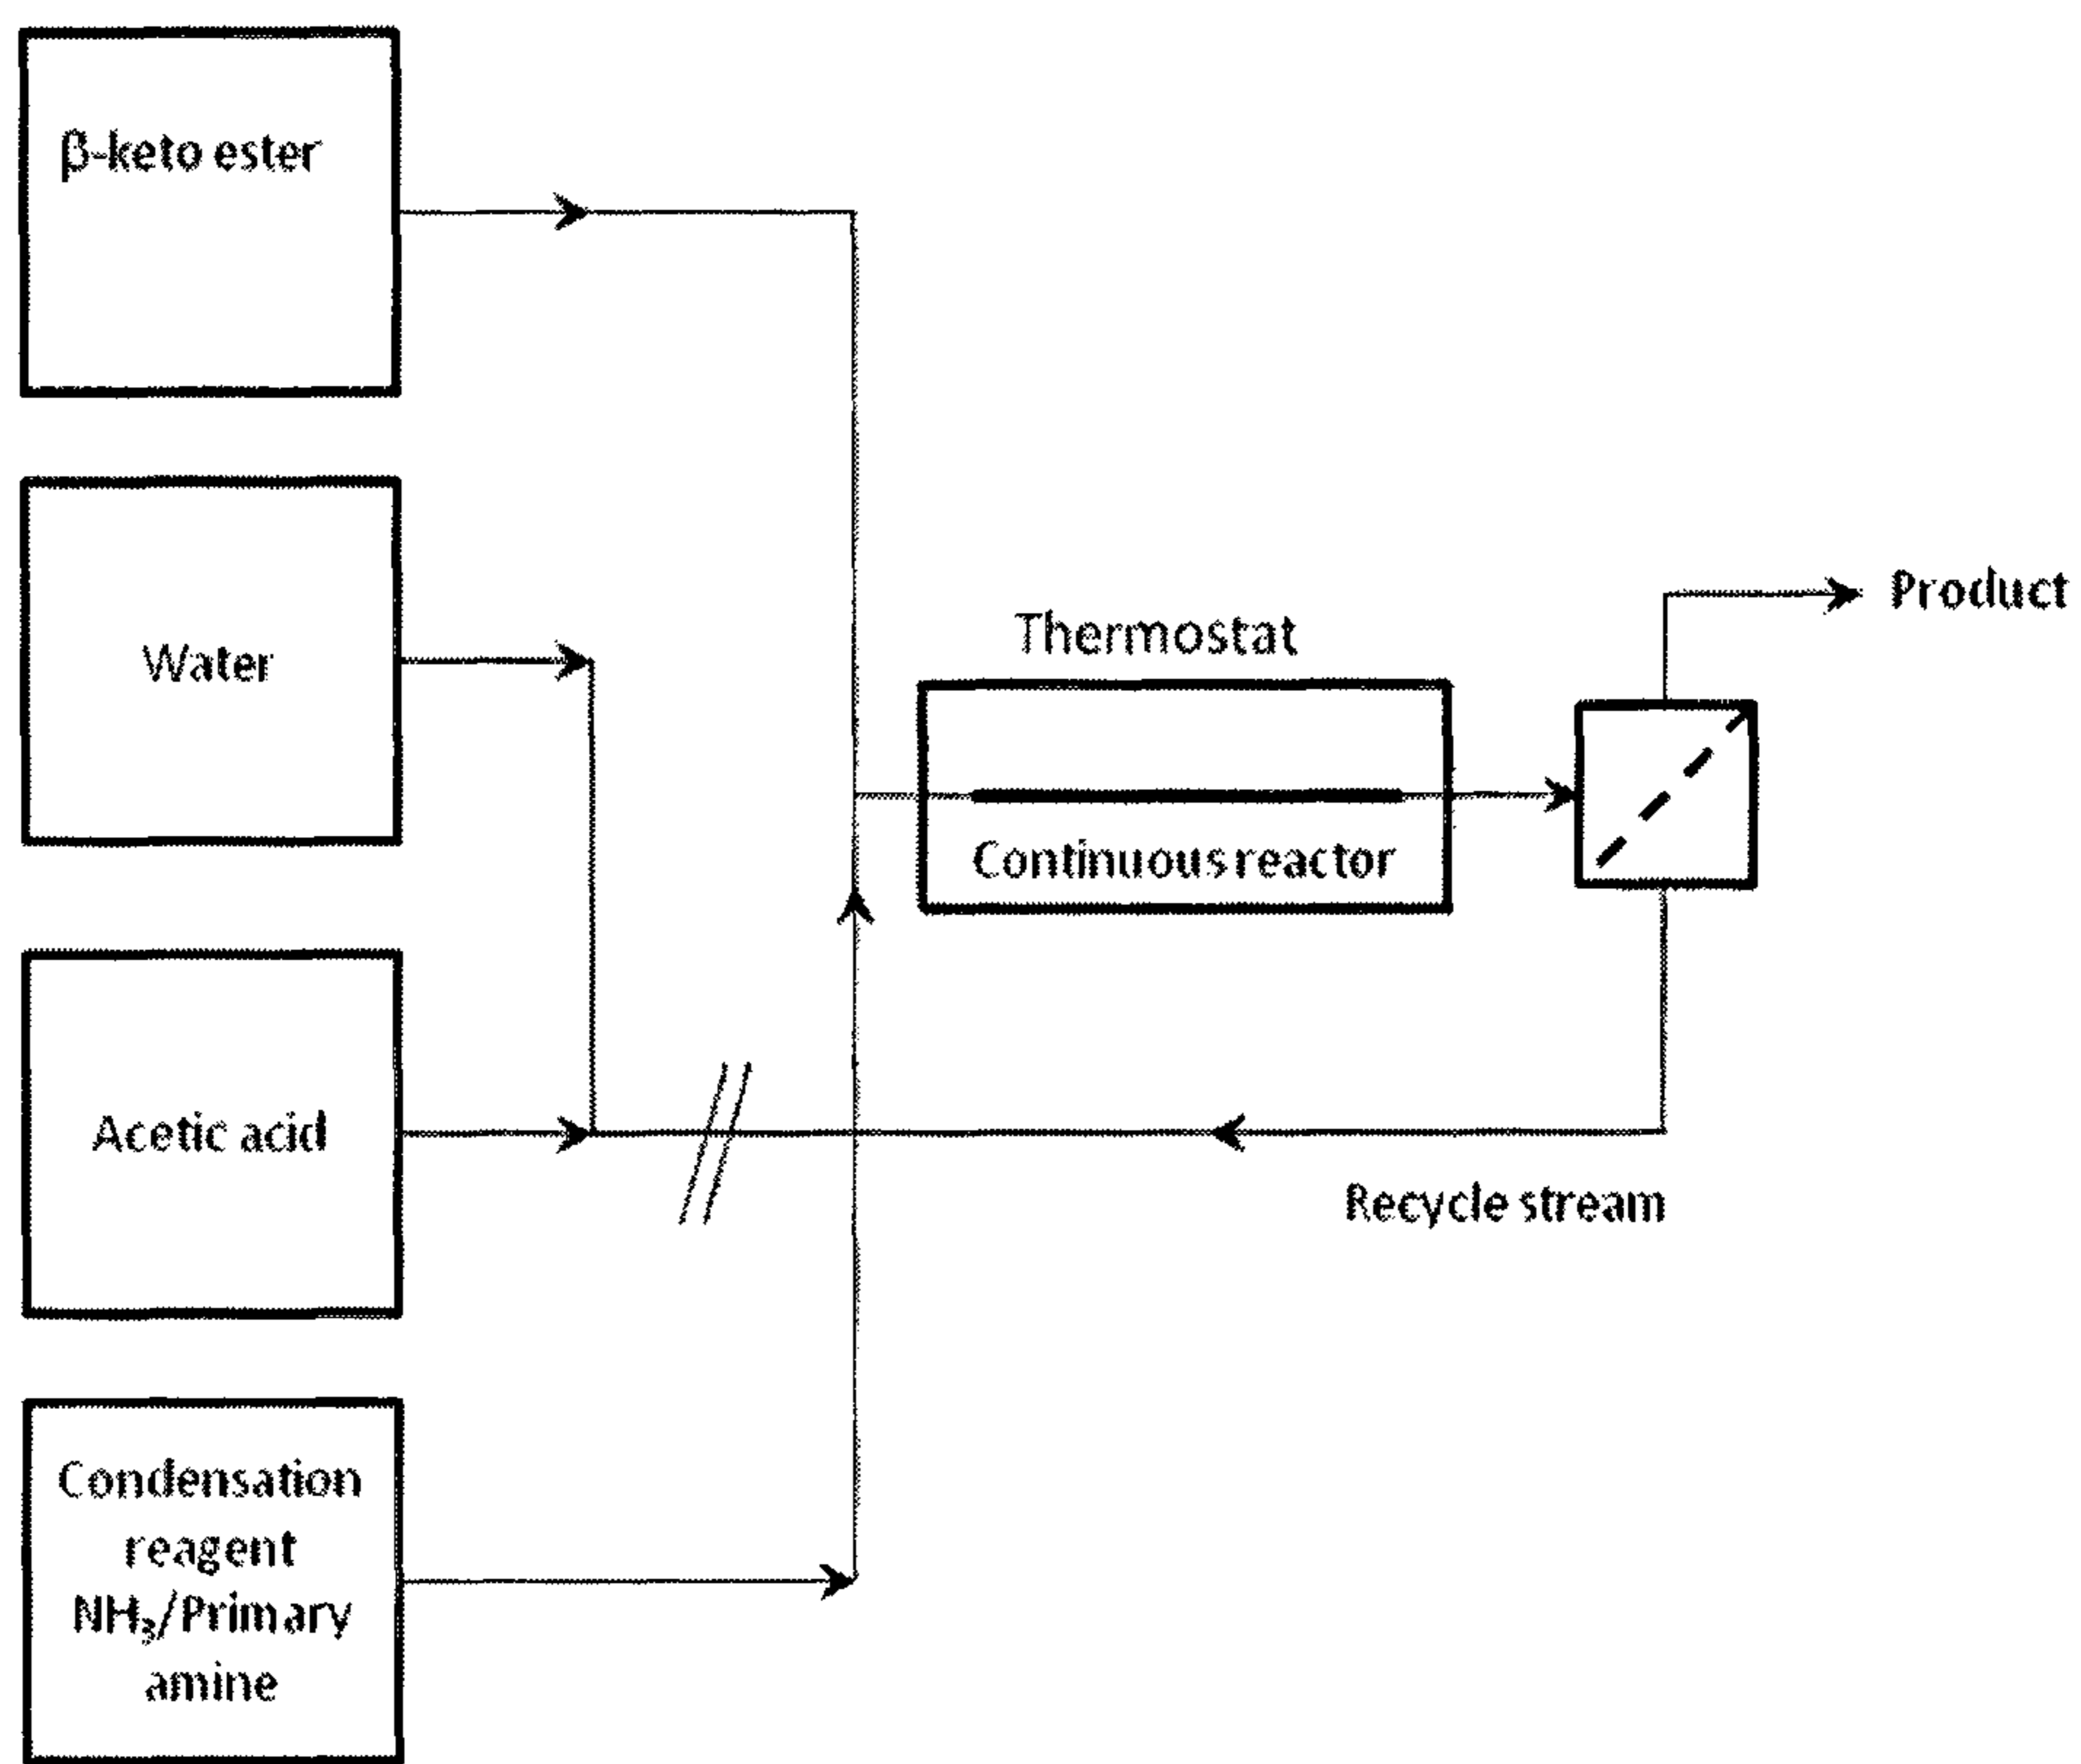 β-keto ester
Water
Acetic acid
Condensation
reagent
NH₃/Primary
amine
Thermostat
Continuous reactor
Product
Recycle stream